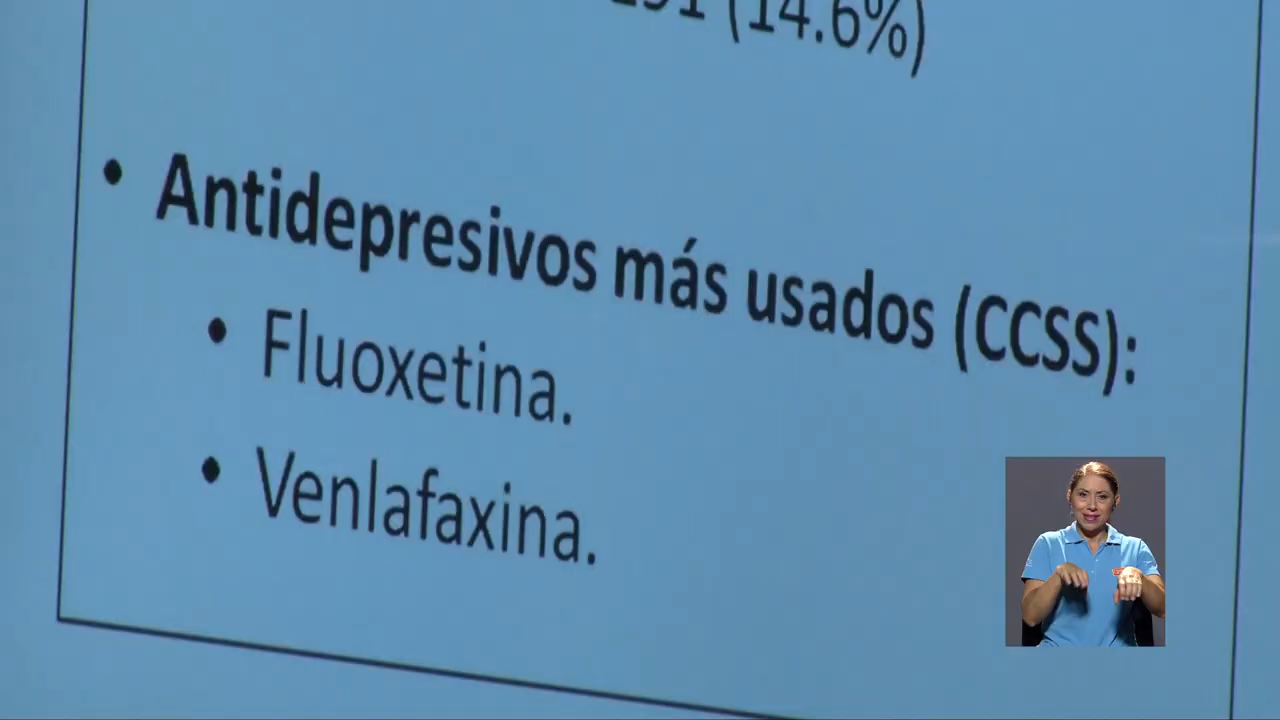 (14.6%)
• Antidepresivos más usados (CCSS):
• Fluoxetina.
• Venlafaxina.